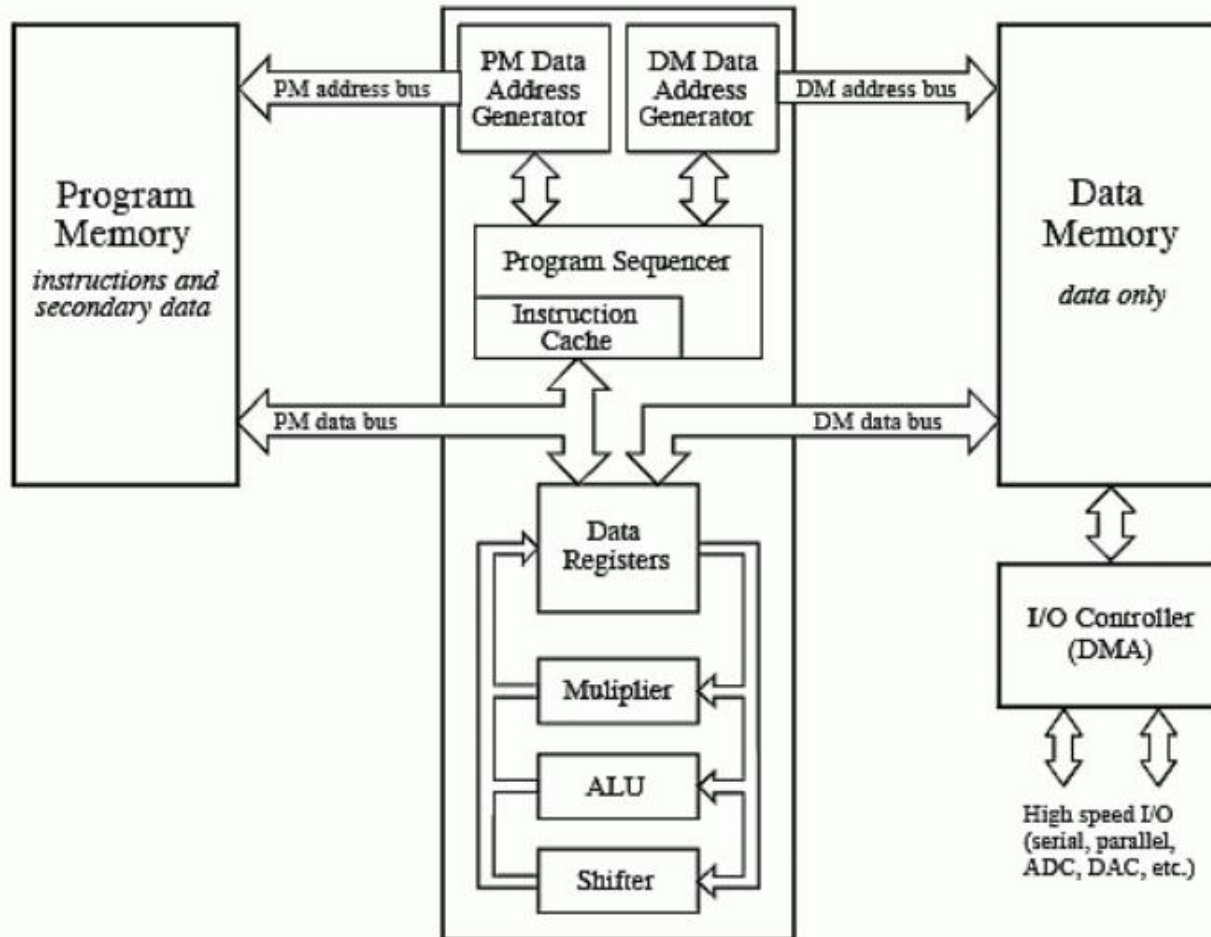 Program
Memory
instructions and
secondary data
PM address bus
PM Data
Address
Generator
DM Data
Address
Generator
DM address bus
Data
Memory
data only
Program Sequencer
Instruction
Cache
PM data bus
DM data bus
Data
Registers
Muliplier
ALU
Shifter
I/O Controller
(DMA)
High speed I/O
(serial, parallel,
ADC, DAC, etc.)